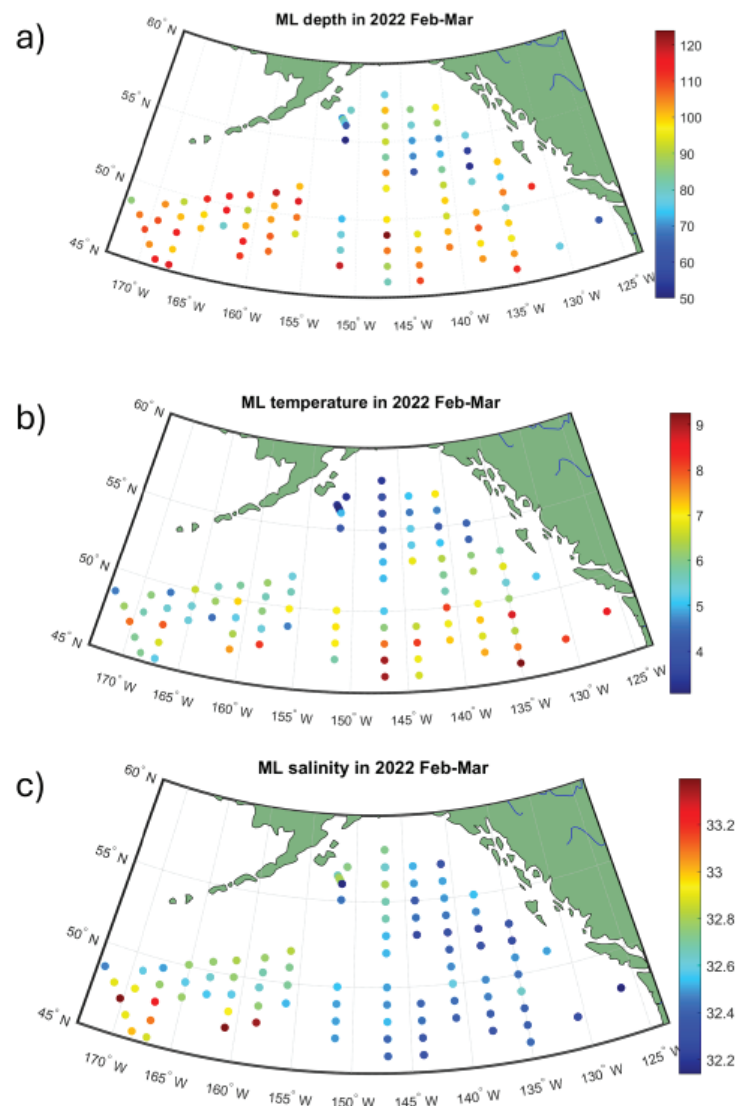 a)
ML depth in 2022 Feb-Mar
60° N
55° N
50° N
45° N
170° W
165° W
160° W
155° W
150° W
145° W
140° W
135° W
130° W
125° W
120
110
100
90
80
70
60
50
b)
ML temperature in 2022 Feb-Mar
60° N
55° N
50° N
45° N
170° W
165° W
160° W
155° W
150° W
145° W
140° W
135° W
130° W
125° W
9
8
7
6
5
4
c)
ML salinity in 2022 Feb-Mar
60° N
55° N
50° N
45° N
170° W
165° W
160° W
155° W
150° W
145° W
140° W
135° W
130° W
125° W
33.2
33
32.8
32.6
32.4
32.2